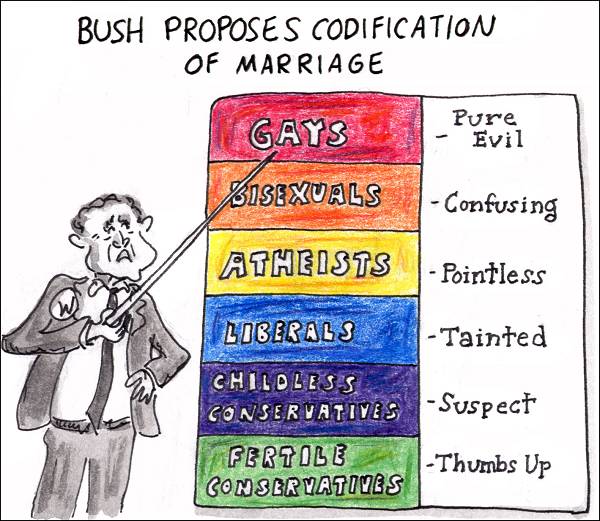 BUSH PROPOSES CODIFICATION
OF MARRIAGE
GAYS
- Pure
Evil
BISEXUALS
- Confusing
ATHEISTS
- Pointless
LIBERALS
- Tainted
CHILDLESS
CONSERVATIVES
- Suspect
FERTILE
CONSERVATIVES
- Thumbs Up
W